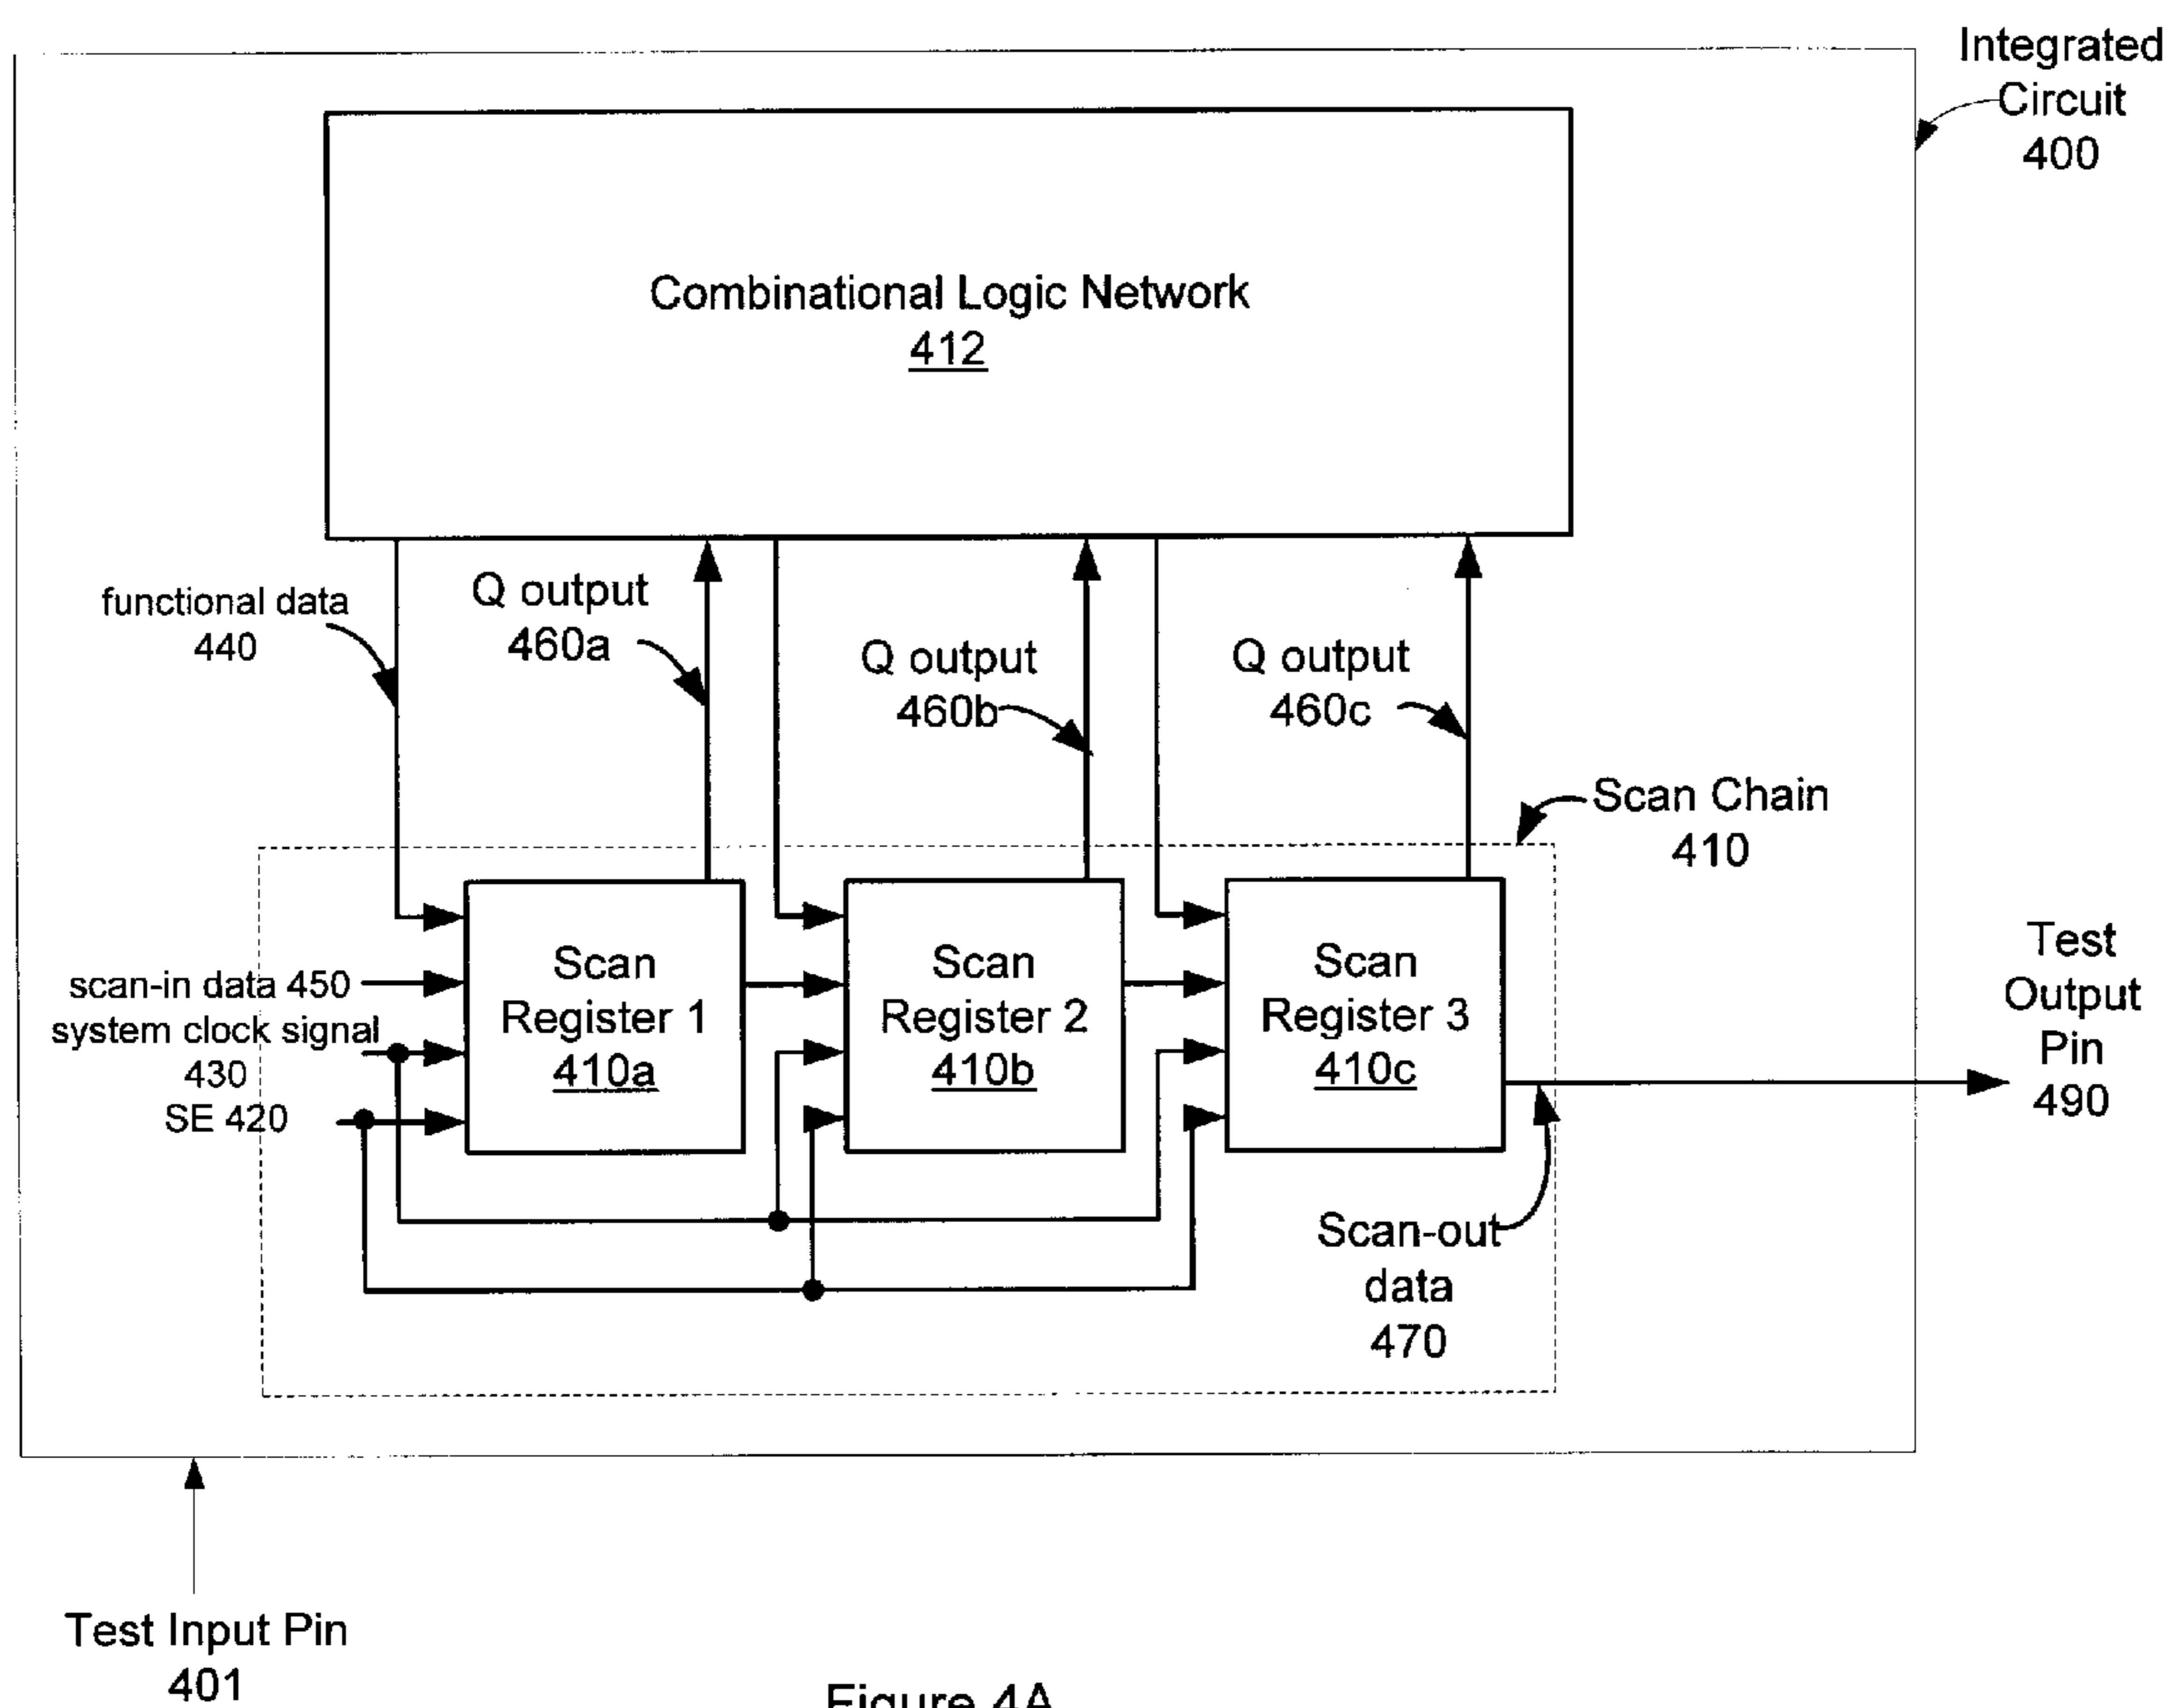 Integrated
Circuit
400
Combinational Logic Network
412
functional data
440
Q output
460a
Q output
460b
Q output
460c
Scan Chain
410
scan-in data 450
system clock signal
430
SE 420
Scan
Register 1
410a
Scan
Register 2
410b
Scan
Register 3
410c
Test
Output
Pin
490
Scan-out
data
470
Test Input Pin
401
Figure 4A